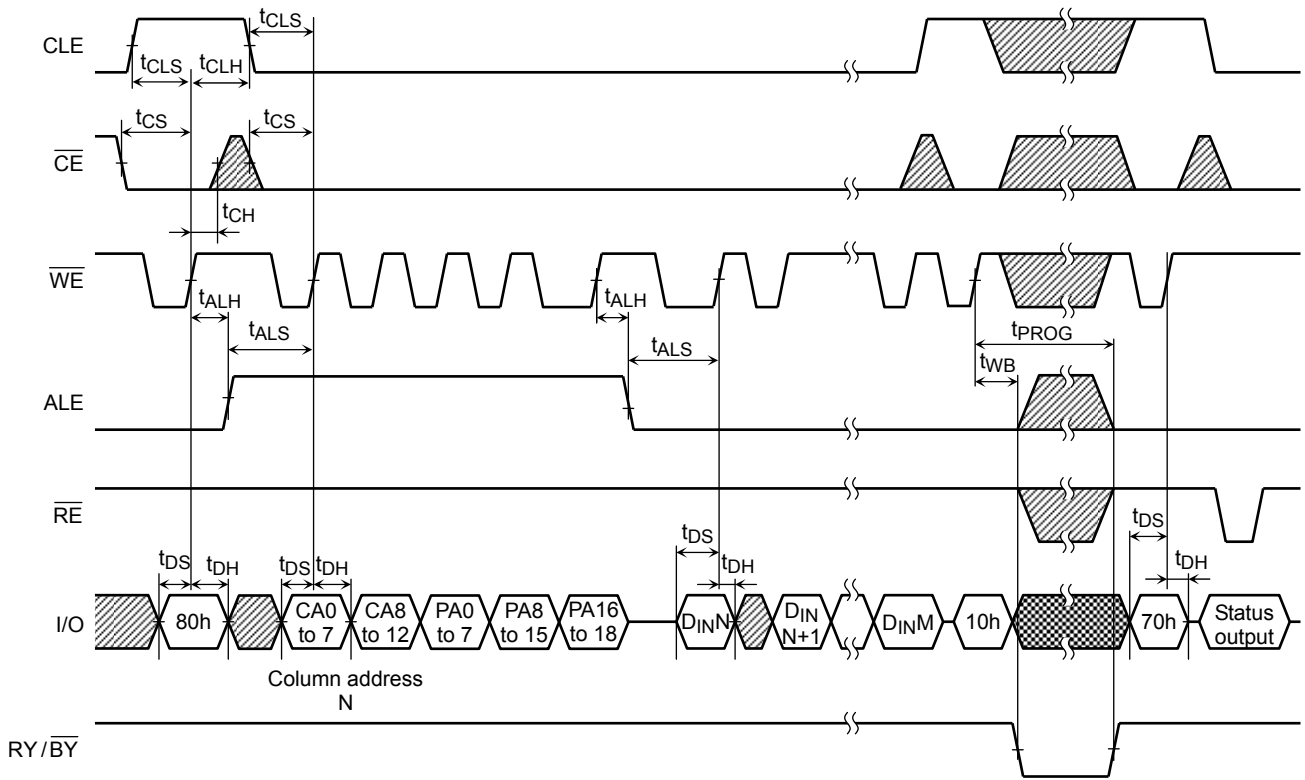 CLE
tCLS
tCLS
tCLH
CE
tCS
tCS
tCH
WE
tALH
tALS
tALH
tALS
tPROG
tWB
ALE
RE
tDS
tDH
tDS
tDH
tDS
tDH
tDS
tDH
I/O
80h
CA0
to 7
CA8
to 12
PA0
to 7
PA8
to 15
PA16
to 18
DINN
DIN
N+1
DINM
10h
70h
Status
output
Column address
N
RY/BY